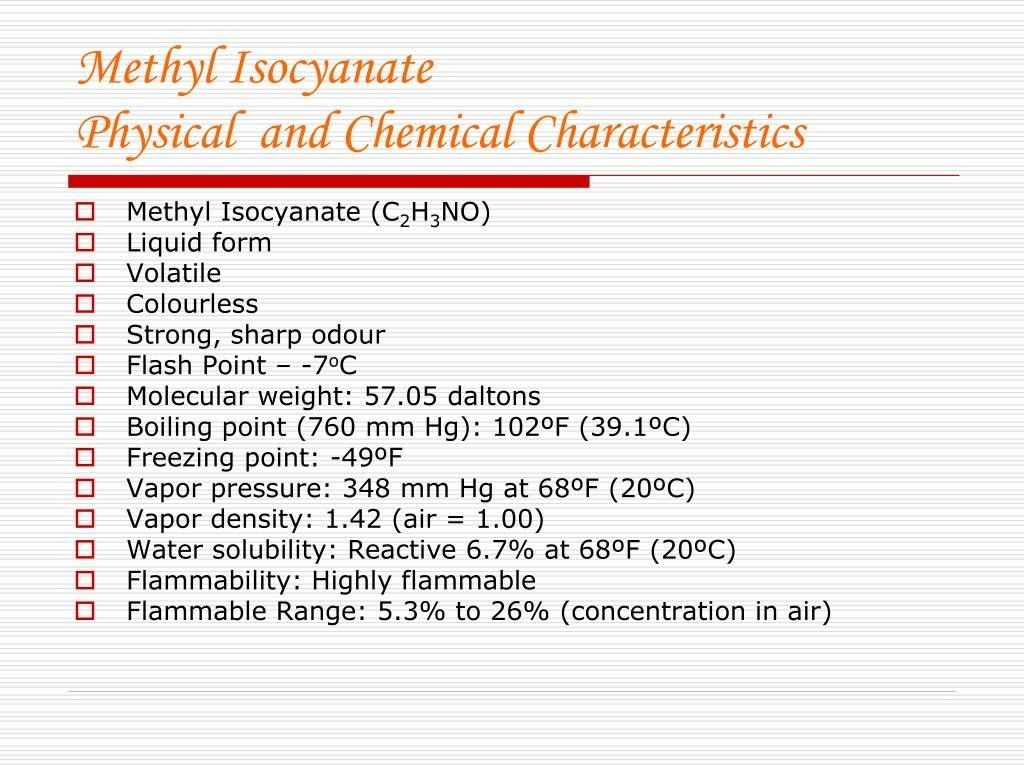 Methyl Isocyanate
Physical and Chemical Characteristics
Methyl Isocyanate (C₂H₃NO)
Liquid form
Volatile
Colourless
Strong, sharp odour
Flash Point – -7ºC
Molecular weight: 57.05 daltons
Boiling point (760 mm Hg): 102ºF (39.1ºC)
Freezing point: -49ºF
Vapor pressure: 348 mm Hg at 68ºF (20ºC)
Vapor density: 1.42 (air = 1.00)
Water solubility: Reactive 6.7% at 68ºF (20ºC)
Flammability: Highly flammable
Flammable Range: 5.3% to 26% (concentration in air)